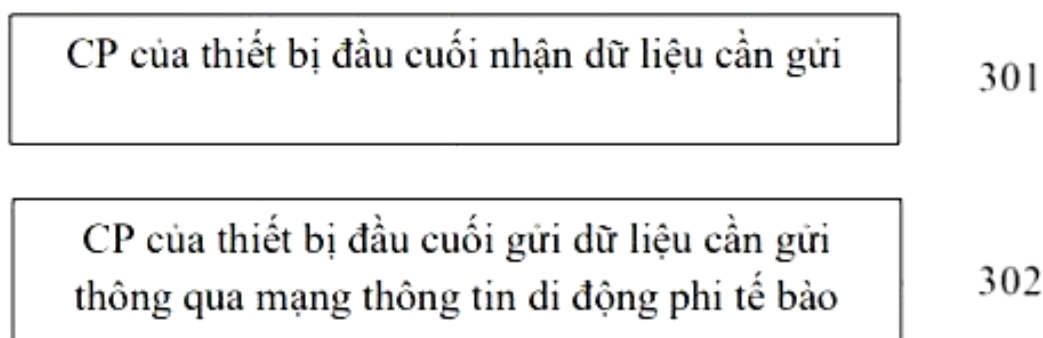 CP của thiết bị đầu cuối nhận dữ liệu cần gửi
301
CP của thiết bị đầu cuối gửi dữ liệu cần gửi
thông qua mạng thông tin di động phi tế bào
302